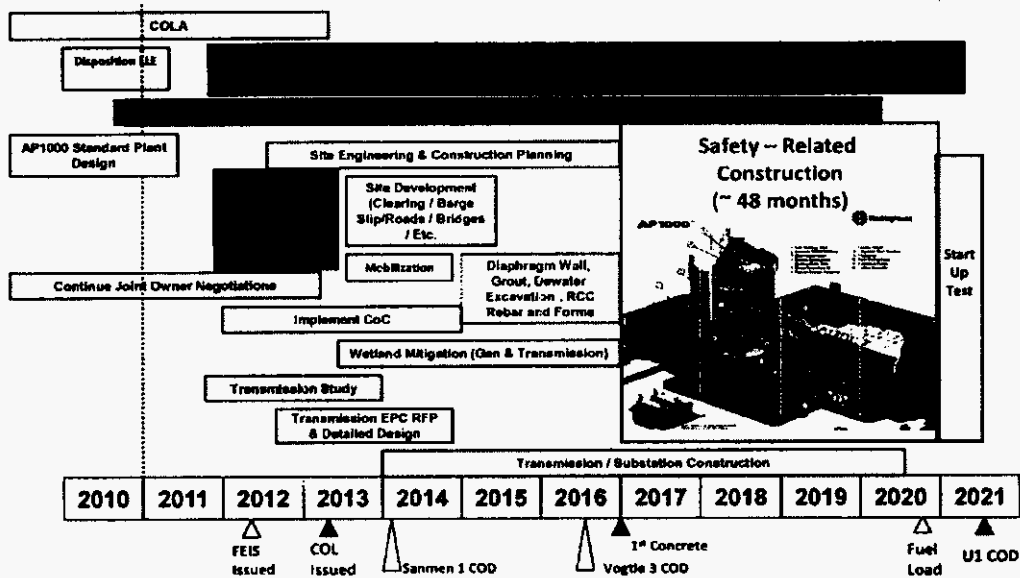 COLA
Disposition LLE
AP1000 Standard Plant
Design
Site Engineering & Construction Planning
Safety – Related
Construction
(~ 48 months)
Site Development
(Clearing / Barge
Slip/Roads / Bridges
/ Etc.
AP1000
Start
Up
Test
Mobilization
Diaphragm Wall,
Grout, Dewater
Excavation , RCC
Rebar and Forms
Continue Joint Owner Negotiations
Implement CoC
Wetland Mitigation (Gen & Transmission)
Transmission Study
Transmission EPC RFP
& Detailed Design
Transmission / Substation Construction
2010 2011 2012 2013 2014 2015 2016 2017 2018 2019 2020 2021
FEIS
Issued
COL
Issued
Sanmen 1 COD
Vogtle 3 COD
1st Concrete
Fuel
Load
U1 COD